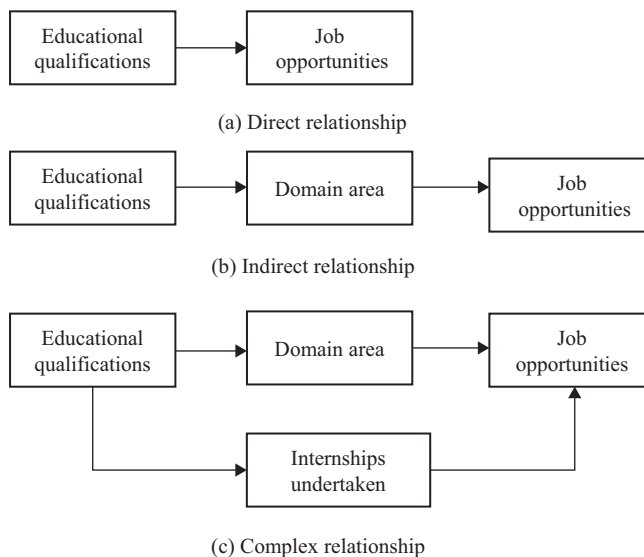 Educational
qualifications
Job
opportunities
(a) Direct relationship
Educational
qualifications
Domain area
Job
opportunities
(b) Indirect relationship
Educational
qualifications
Domain area
Job
opportunities
Internships
undertaken
(c) Complex relationship